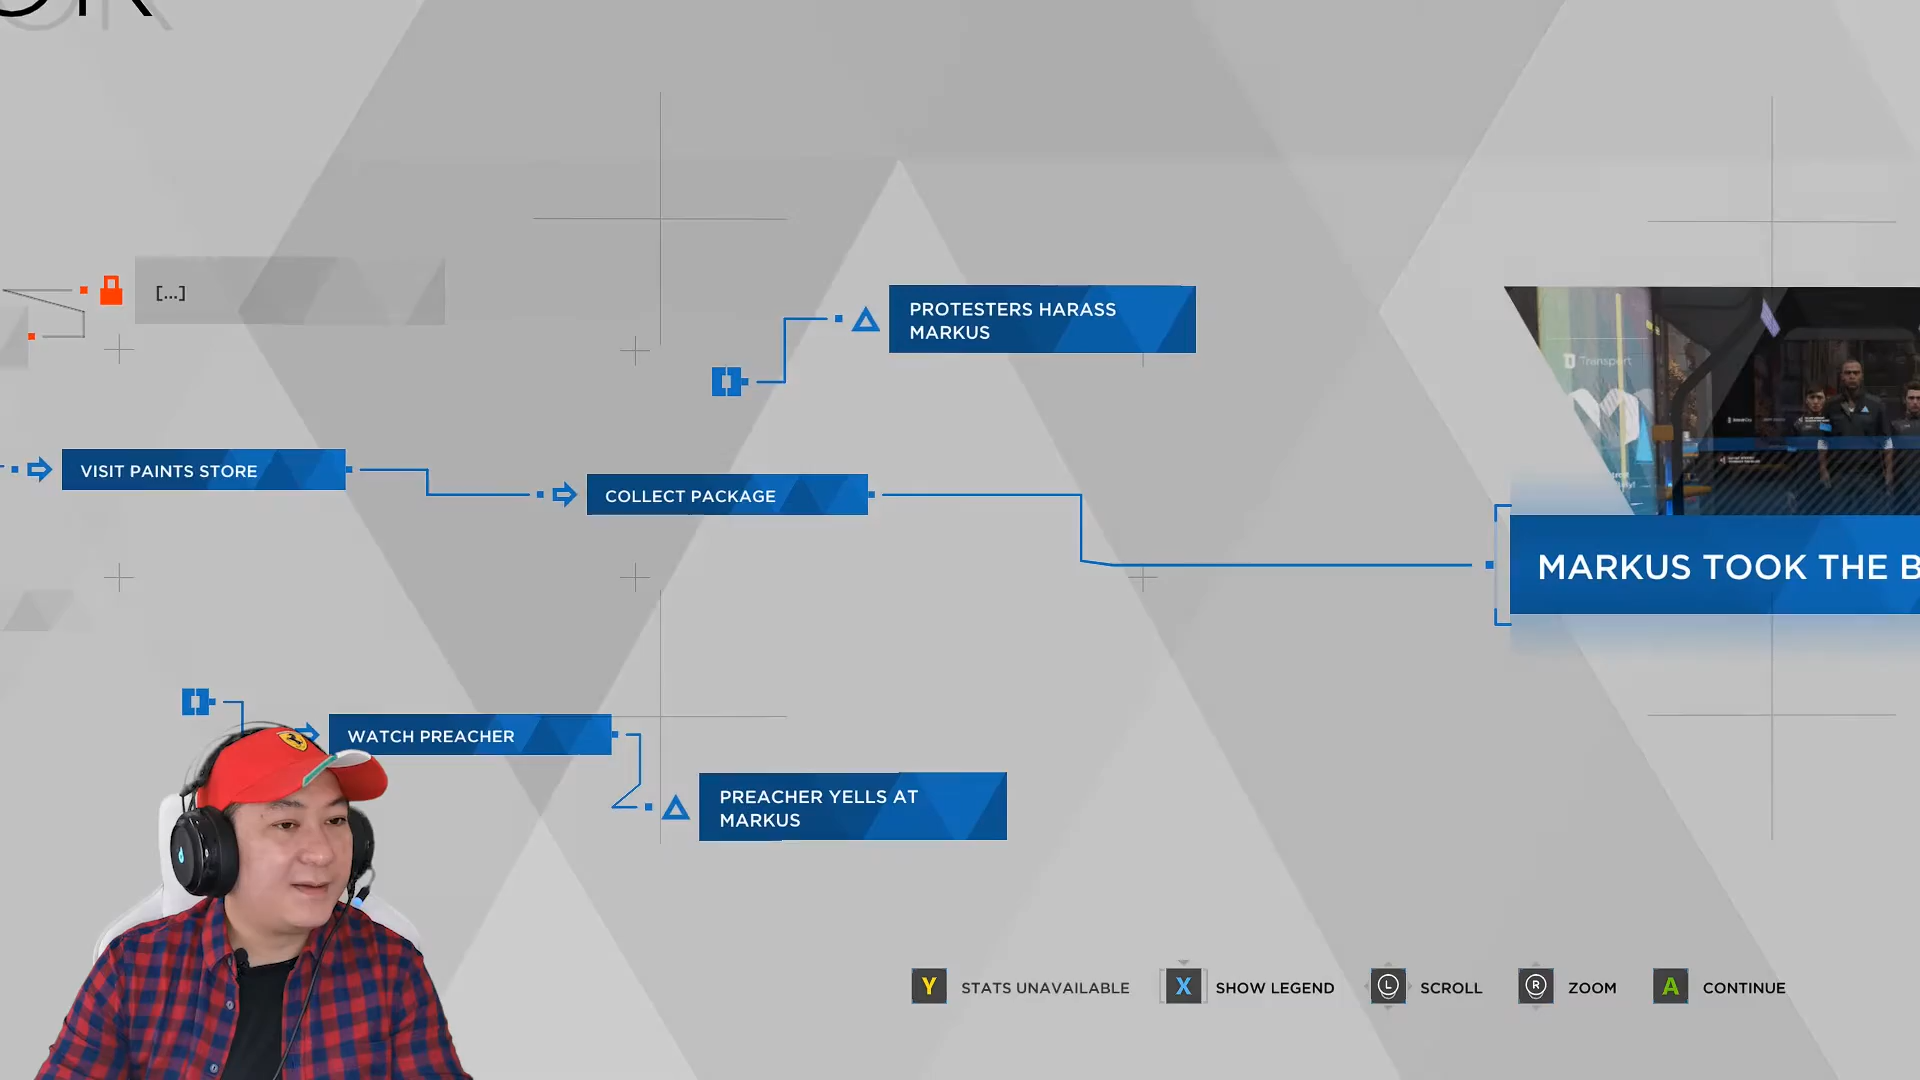 [...]
PROTESTERS HARASS
MARKUS
Transport
VISIT PAINTS STORE
COLLECT PACKAGE
MARKUS TOOK THE B
WATCH PREACHER
PREACHER YELLS AT
MARKUS
Y STATS UNAVAILABLE
X SHOW LEGEND
L SCROLL
R ZOOM
A CONTINUE